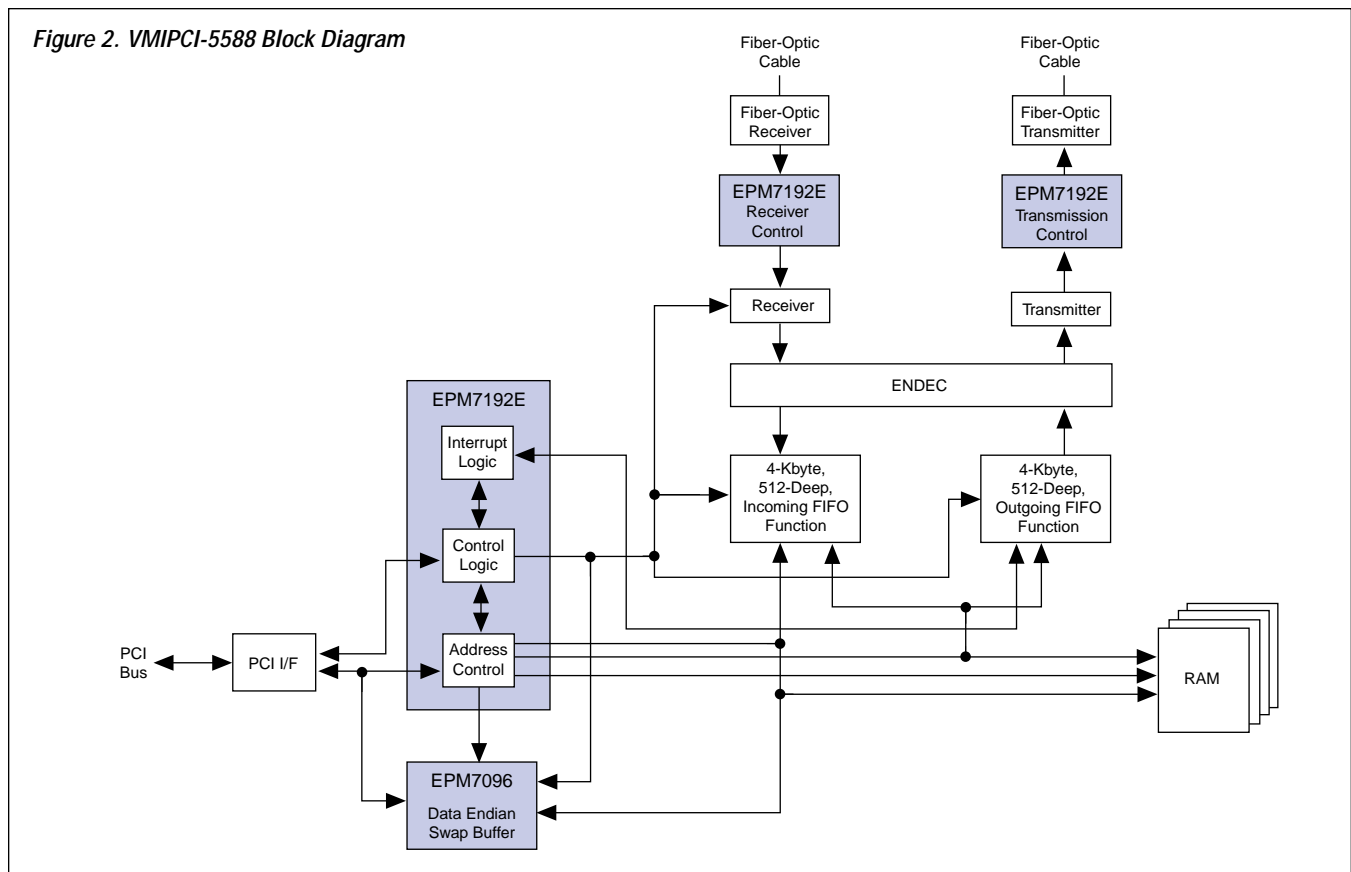 Figure 2. VMIPCI-5588 Block Diagram
Fiber-Optic
Cable
Fiber-Optic
Receiver
EPM7192E
Receiver
Control
Receiver
Fiber-Optic
Cable
Fiber-Optic
Transmitter
EPM7192E
Transmission
Control
Transmitter
ENDEC
EPM7192E
Interrupt
Logic
Control
Logic
Address
Control
4-Kbyte,
512-Deep,
Incoming FIFO
Function
4-Kbyte,
512-Deep,
Outgoing FIFO
Function
PCI
Bus
PCI I/F
RAM
EPM7096
Data Endian
Swap Buffer